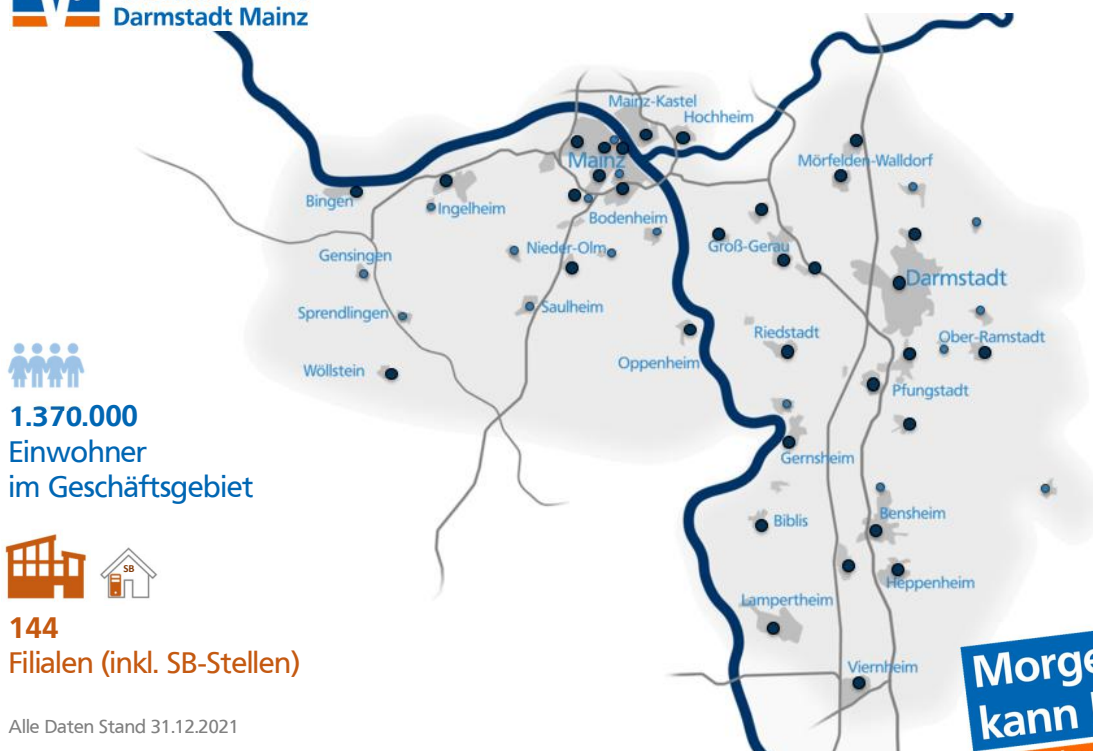 Darmstadt Mainz
Mainz-Kastel
Hochheim
Mainz
Mörfelden-Walldorf
Bingen
Ingelheim
Bodenheim
Gensingen
Nieder-Olm
Groß-Gerau
Darmstadt
Sprendlingen
Saulheim
Riedstadt
Ober-Ramstadt
Wöllstein
Oppenheim
Pfungstadt
1.370.000
Einwohner
im Geschäftsgebiet
Gernsheim
Biblis
Bensheim
SB
Heppenheim
Lampertheim
144
Filialen (inkl. SB-Stellen)
Viernheim
Alle Daten Stand 31.12.2021
Morge
kann